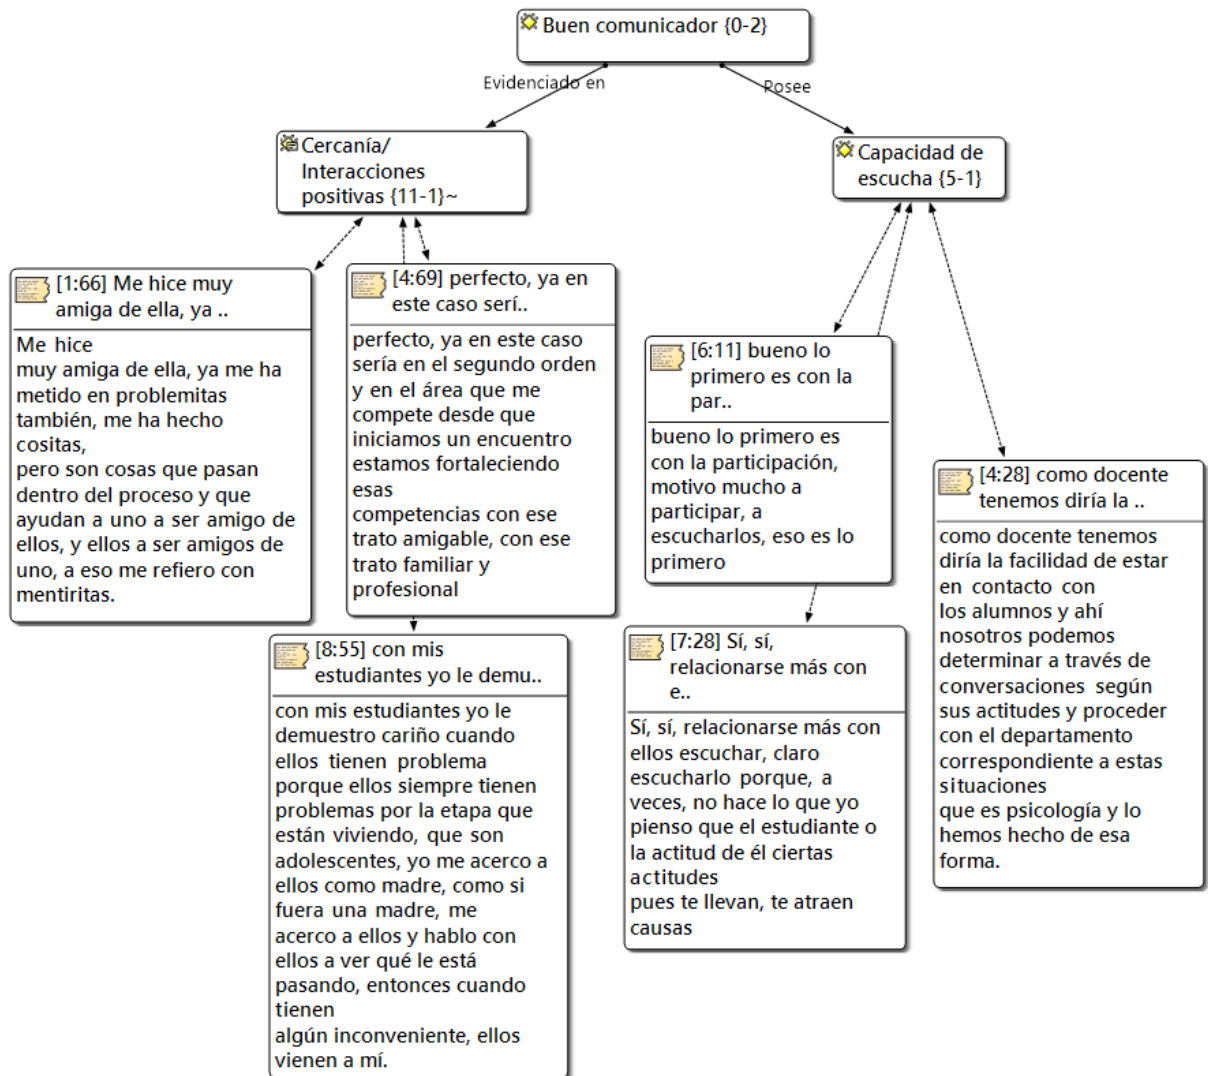 Buen comunicador {0-2}
Evidenciado en
Posee
Cercanía/
Interacciones
positivas {11-1}~
Capacidad de
escucha {5-1}
[1:66] Me hice muy
amiga de ella, ya ..
Me hice
muy amiga de ella, ya me ha
metido en problemitas
también, me ha hecho
cositas,
pero son cosas que pasan
dentro del proceso y que
ayudan a uno a ser amigo de
ellos, y ellos a ser amigos de
uno, a eso me refiero con
mentiritas.
[4:69] perfecto, ya en
este caso serí..
perfecto, ya en este caso
sería en el segundo orden
y en el área que me
compete desde que
iniciamos un encuentro
estamos fortaleciendo
esas
competencias con ese
trato amigable, con ese
trato familiar y
profesional
[6:11] bueno lo
primero es con la
par..
bueno lo primero es
con la participación,
motivo mucho a
participar, a
escucharlos, eso es lo
primero
[4:28] como docente
tenemos diría la ..
como docente tenemos
diría la facilidad de estar
en contacto con
los alumnos y ahí
nosotros podemos
determinar a través de
conversaciones según
sus actitudes y proceder
con el departamento
correspondiente a estas
situaciones
que es psicología y lo
hemos hecho de esa
forma.
[8:55] con mis
estudiantes yo le demu..
con mis estudiantes yo le
demuestro cariño cuando
ellos tienen problema
porque ellos siempre tienen
problemas por la etapa que
están viviendo, que son
adolescentes, yo me acerco a
ellos como madre, como si
fuera una madre, me
acerco a ellos y hablo con
ellos a ver qué le está
pasando, entonces cuando
tienen
algún inconveniente, ellos
vienen a mí.
[7:28] Sí, sí,
relacionarse más con
e..
Sí, sí, relacionarse más con
ellos escuchar, claro
escucharlo porque, a
veces, no hace lo que yo
pienso que el estudiante o
la actitud de él ciertas
actitudes
pues te llevan, te atraen
causas